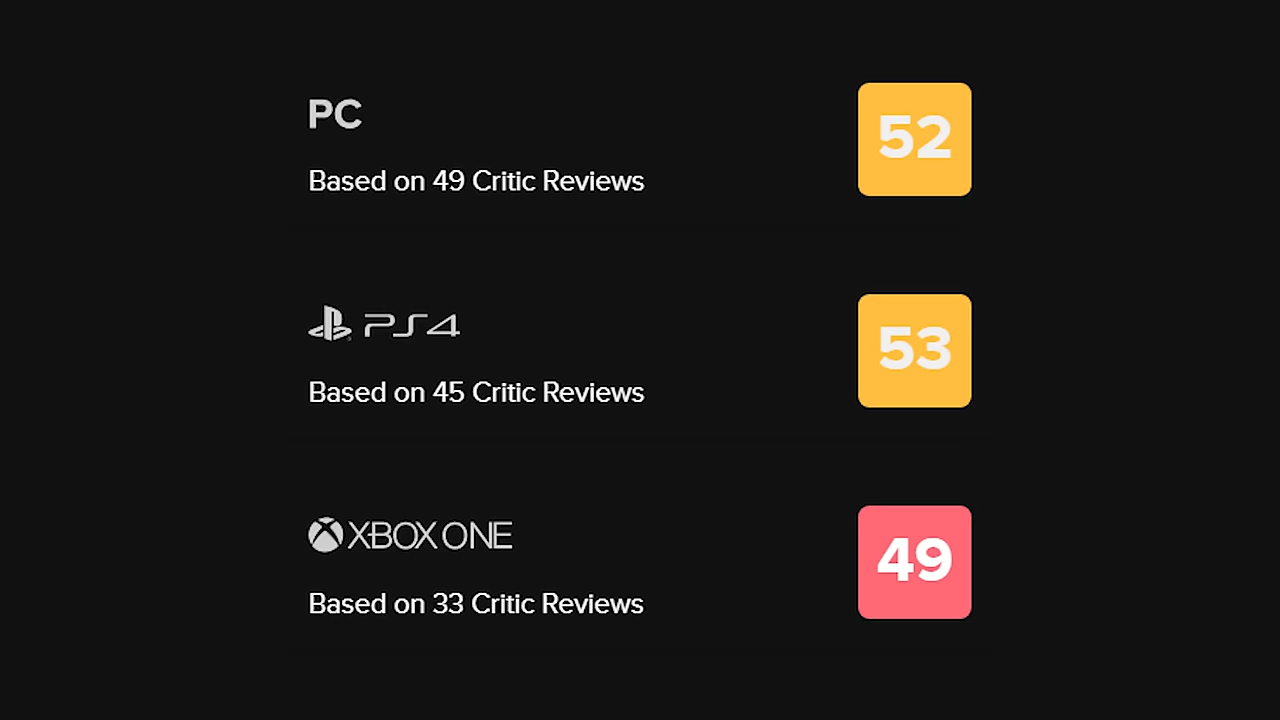 PC
52
Based on 49 Critic Reviews
PS4
53
Based on 45 Critic Reviews
XBOX ONE
49
Based on 33 Critic Reviews